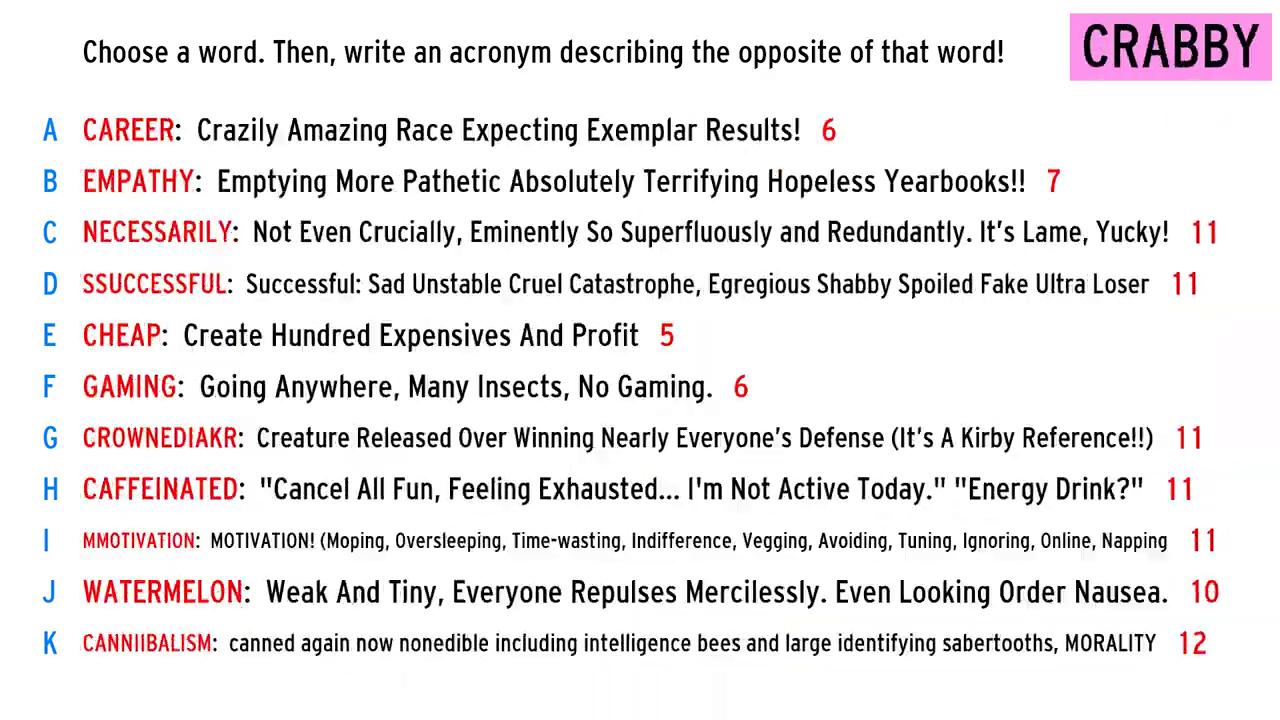 Choose a word. Then, write an acronym describing the opposite of that word!
CRABBY
A CAREER: Crazily Amazing Race Expecting Exemplar Results! 6
B EMPATHY: Emptying More Pathetic Absolutely Terrifying Hopeless Yearbooks!! 7
C NECESSARILY: Not Even Crucially, Eminently So Superfluously and Redundantly. It's Lame, Yucky! 11
D SSUCCESSFUL: Successful: Sad Unstable Cruel Catastrophe, Egregious Shabby Spoiled Fake Ultra Loser 11
E CHEAP: Create Hundred Expensives And Profit 5
F GAMING: Going Anywhere, Many Insects, No Gaming. 6
G CROWNEDIAKR: Creature Released Over Winning Nearly Everyone's Defense (It's A Kirby Reference!!) 11
H CAFFEINATED: "Cancel All Fun, Feeling Exhausted... I'm Not Active Today." "Energy Drink?" 11
I MMOTIVATION: MOTIVATION! (Moping, Oversleeping, Time-wasting, Indifference, Vegging, Avoiding, Tuning, Ignoring, Online, Napping 11
J WATERMELON: Weak And Tiny, Everyone Repulses Mercilessly. Even Looking Order Nausea. 10
K CANNIIBALISM: canned again now nonedible including intelligence bees and large identifying sabertooths, MORALITY 12